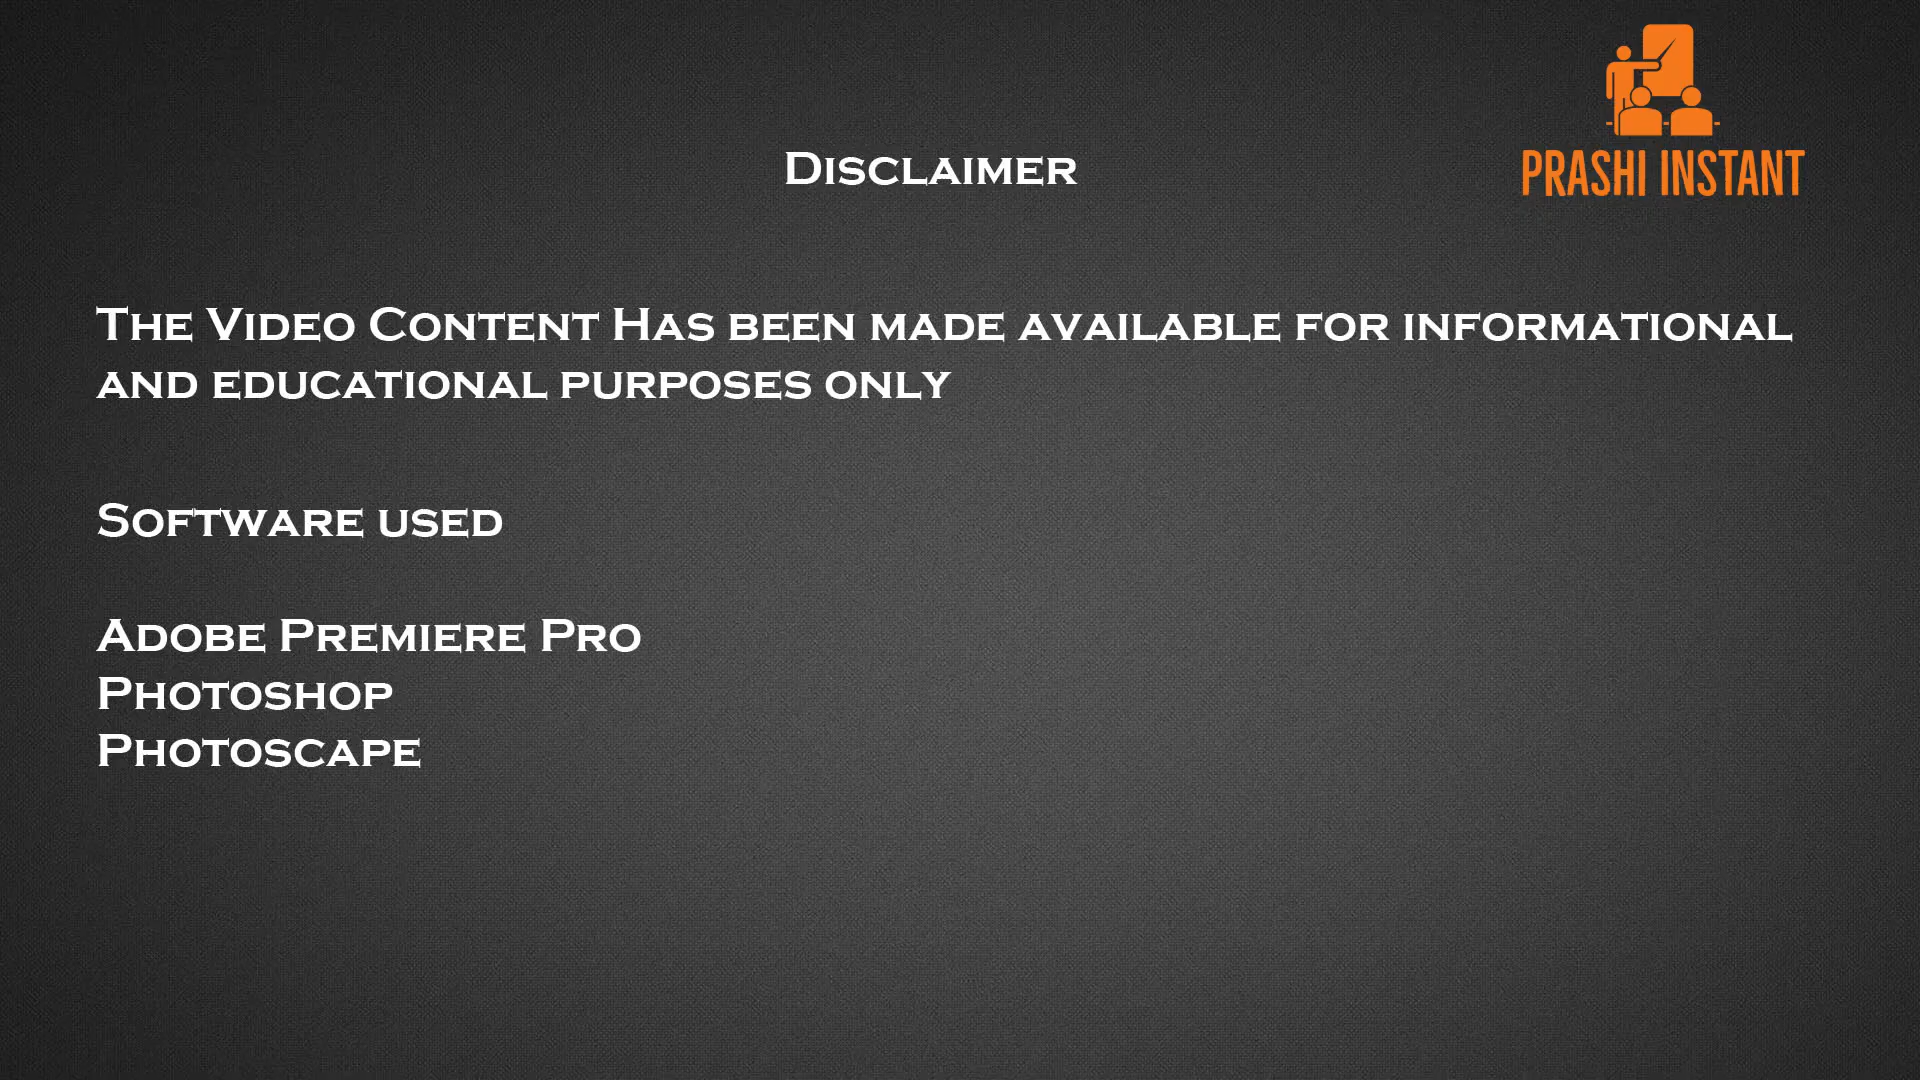 PRASHI INSTANT
Disclaimer
The Video Content Has been made available for informational
and educational purposes only
Software used
Adobe Premiere Pro
Photoshop
Photoscape